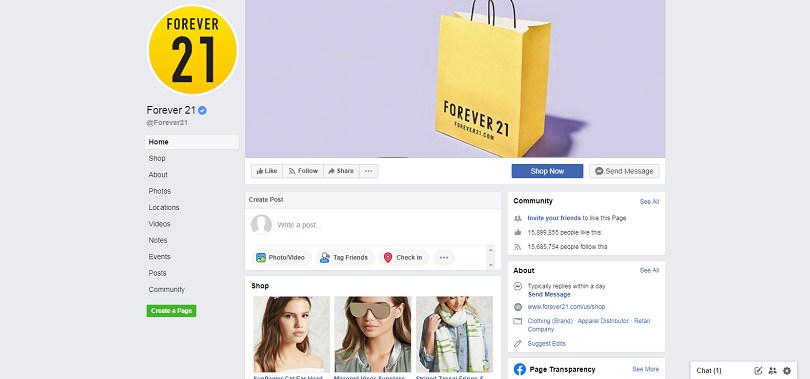 FOREVER
21
Forever 21
@Forever21
Home
Shop
About
Photos
Locations
Videos
Notes
Events
Posts
Community
Create a Page
FOREVER 21
FOREVER21.COM
Like
Follow
Share
Shop Now
Send Message
Create Post
Write a post...
Photo/Video
Tag Friends
Check in
Shop
Sunflower Cat Ear Head
Mirrored Visor Sunglass
Striped Tassel Fringe S
Community
See All
Invite your friends to like this Page
15,899,855 people like this
15,685,754 people follow this
About
See All
Typically replies within a day
Send Message
www.forever21.com/us/shop
Clothing (Brand) · Apparel Distributor · Retail
Company
Suggest Edits
Page Transparency
See More
Chat (1)